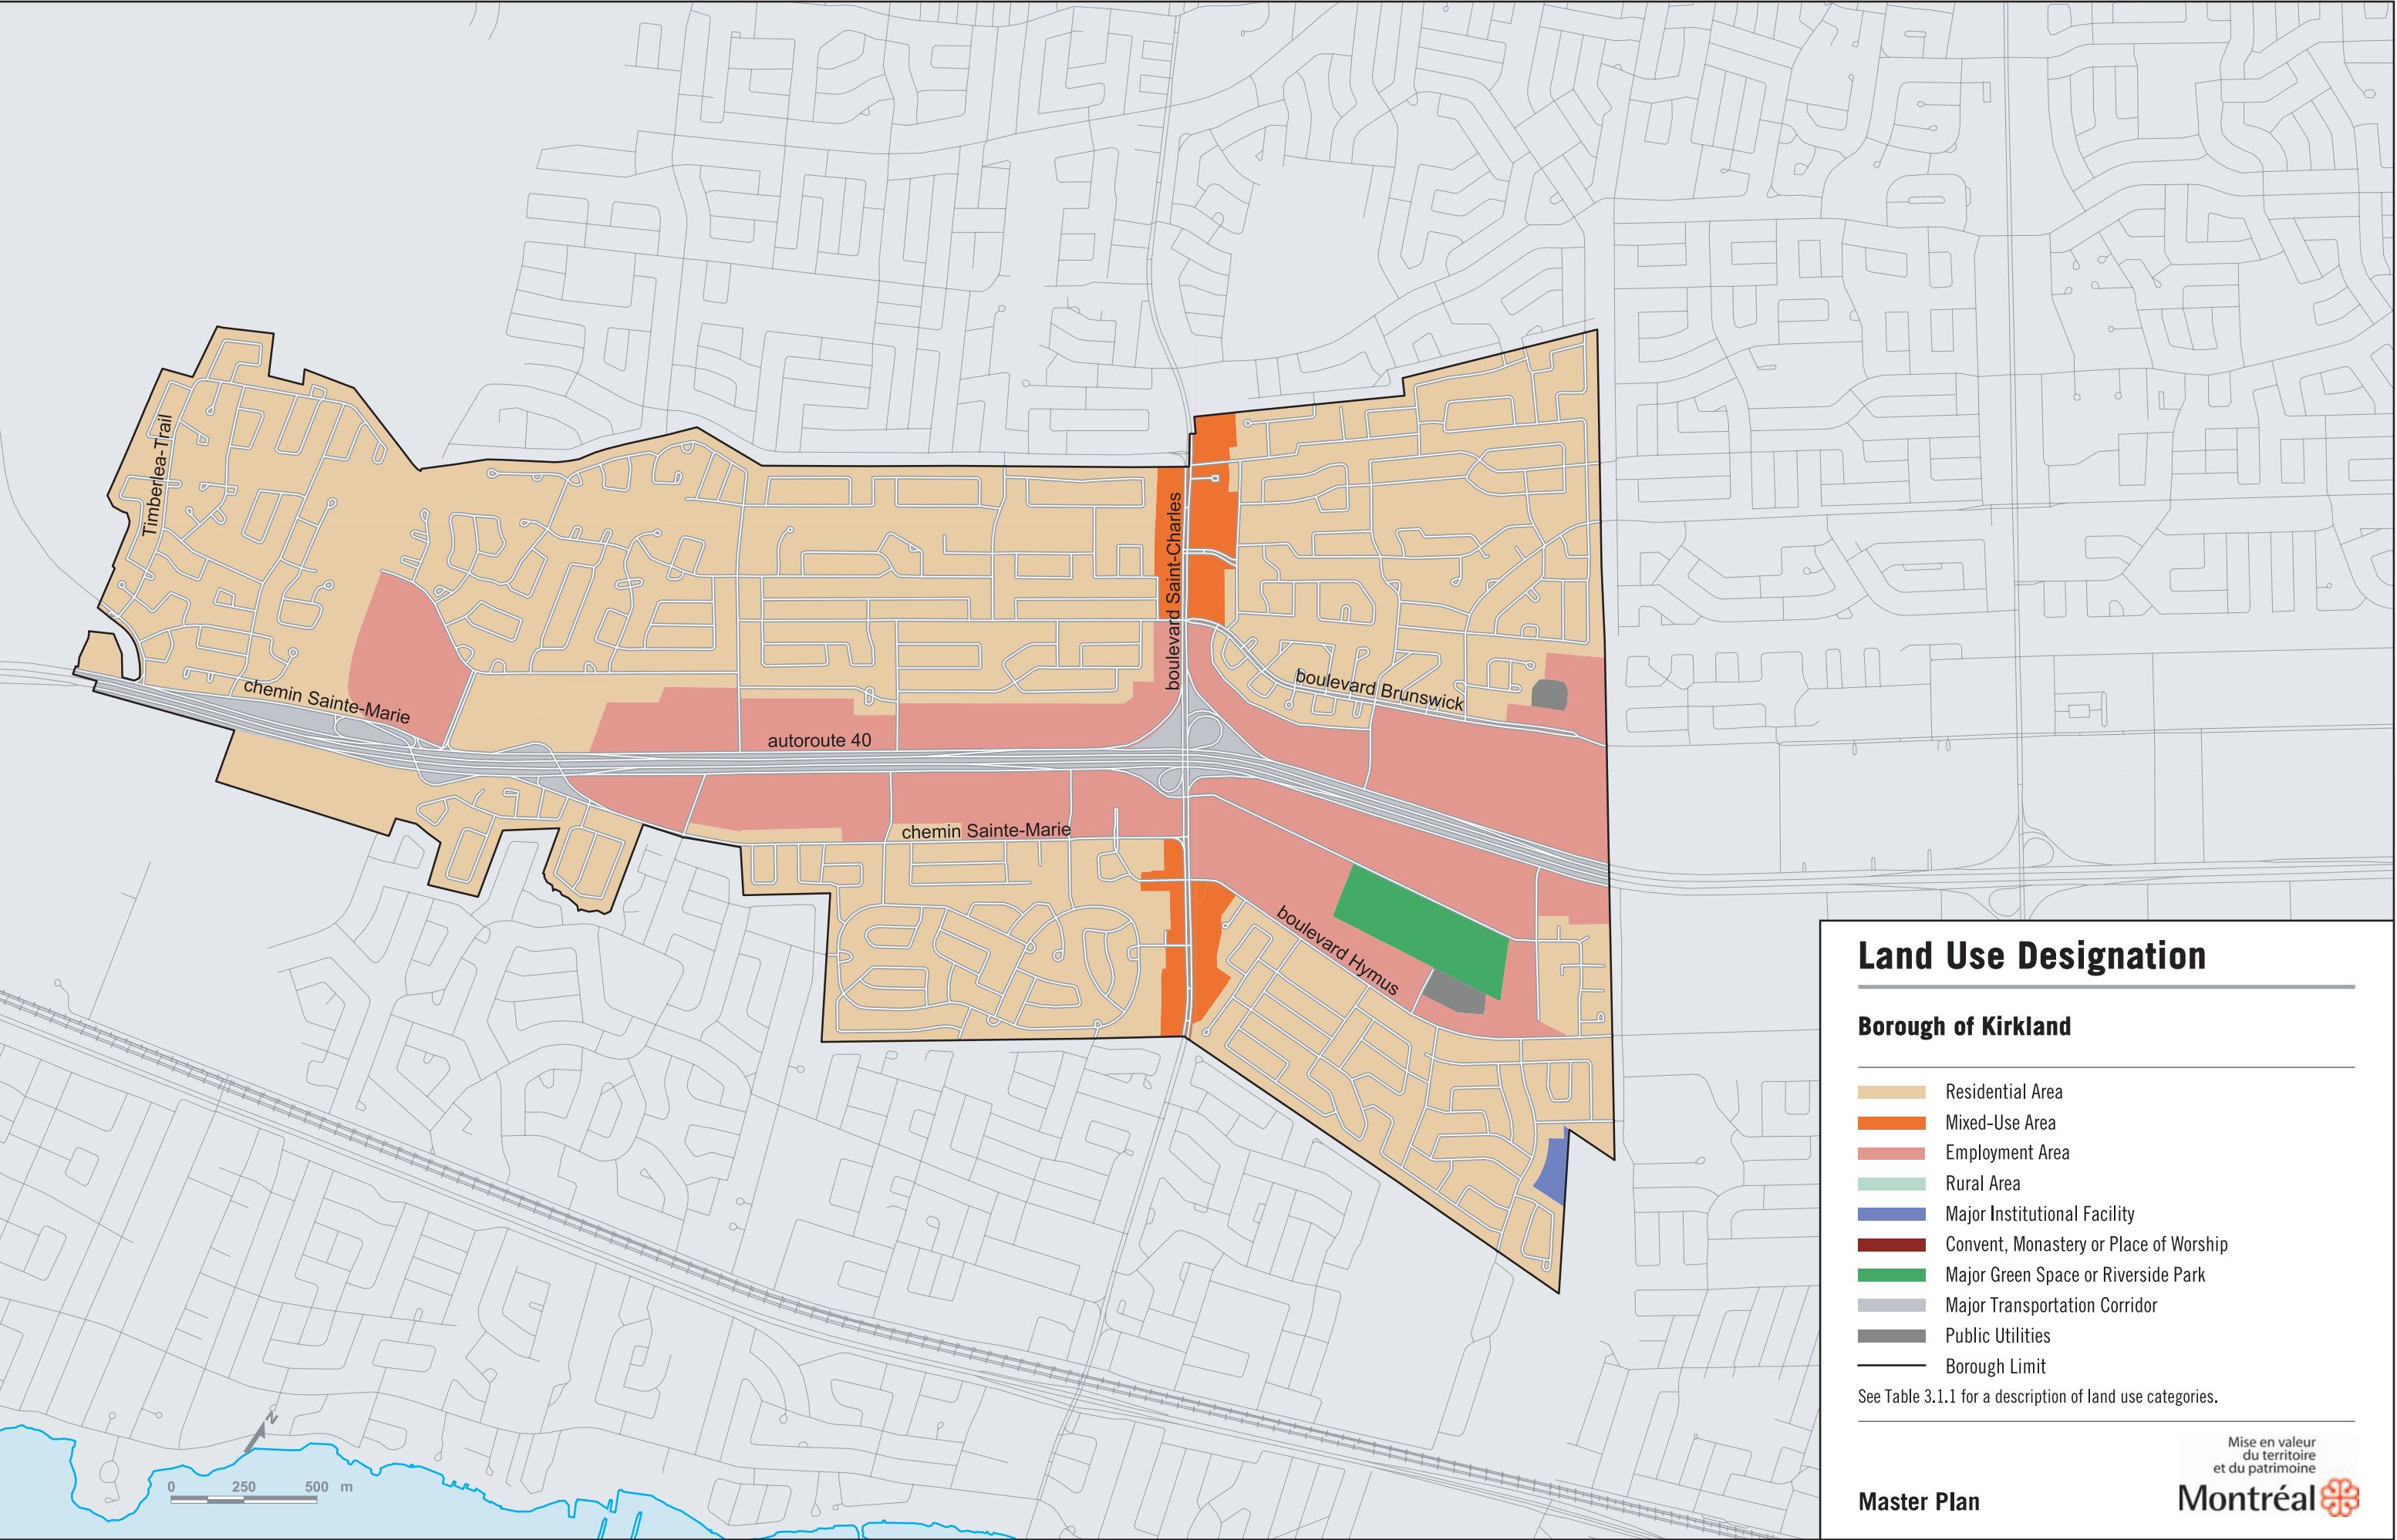 Timberlea-Trail
boulevard Saint-Charles
boulevard Brunswick
chemin Sainte-Marie
autoroute 40
chemin Sainte-Marie
boulevard Hymus
N
0 250 500 m
Land Use Designation
Borough of Kirkland
Residential Area
Mixed-Use Area
Employment Area
Rural Area
Major Institutional Facility
Convent, Monastery or Place of Worship
Major Green Space or Riverside Park
Major Transportation Corridor
Public Utilities
Borough Limit
See Table 3.1.1 for a description of land use categories.
Mise en valeur
du territoire
et du patrimoine
Master Plan
Montréal